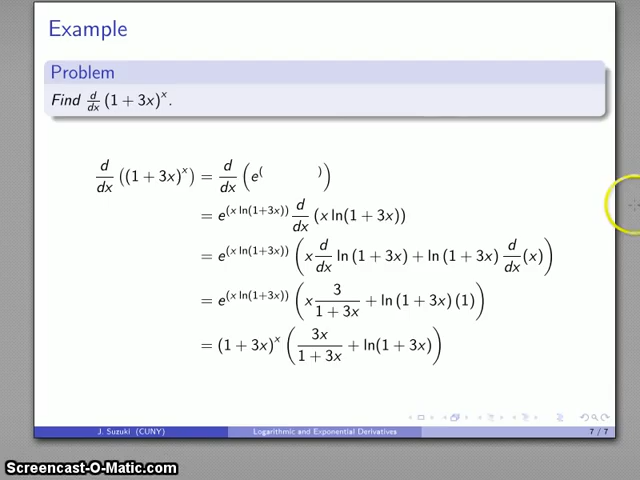 Example
Problem
Find d/dx (1 + 3x)^x.
d/dx ((1 + 3x)^x) = d/dx (e^( ))
= e^(x ln(1+3x)) d/dx (x ln(1 + 3x))
= e^(x ln(1+3x)) (x d/dx ln (1 + 3x) + ln (1 + 3x) d/dx (x))
= e^(x ln(1+3x)) (x 3/(1 + 3x) + ln (1 + 3x) (1))
= (1 + 3x)^x (3x/(1 + 3x) + ln(1 + 3x))
J. Suzuki (CUNY) Logarithmic and Exponential Derivatives 7 / 7
Screencast-O-Matic.com